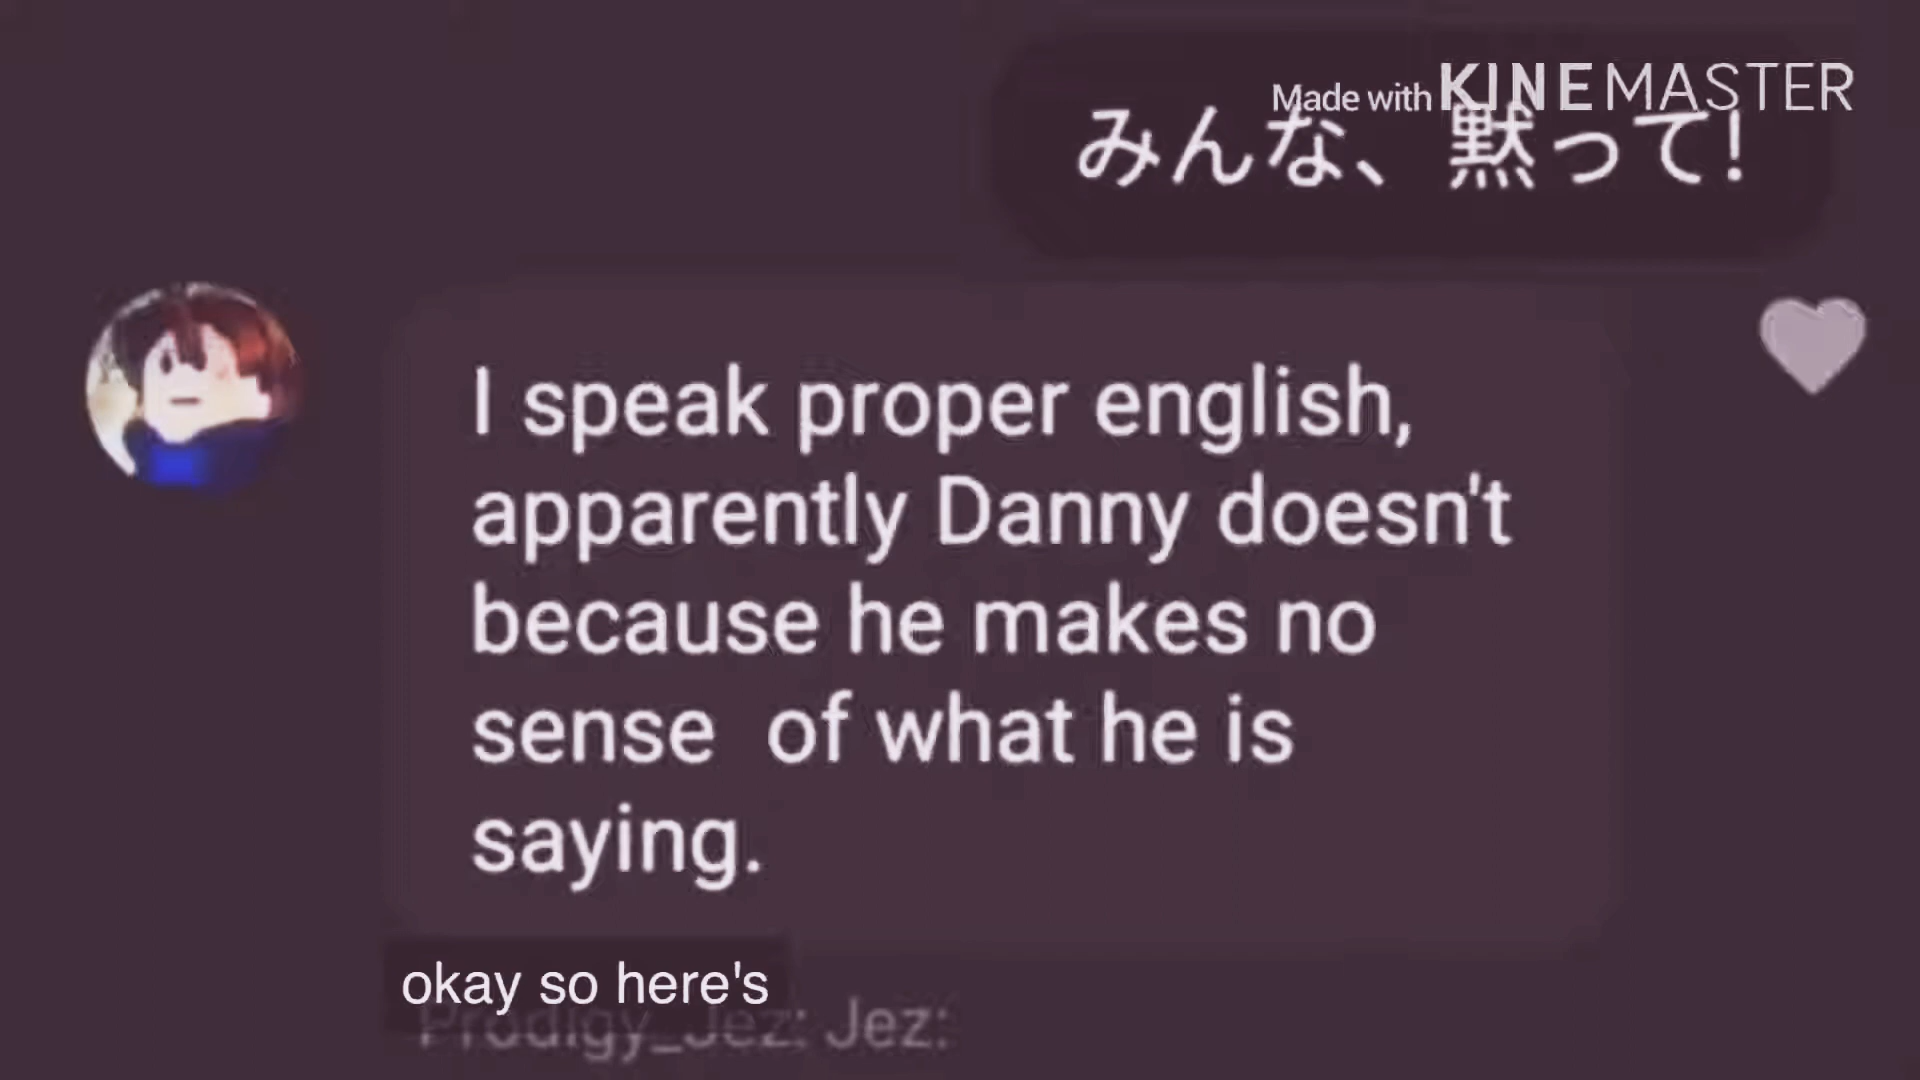 Made with KINEMASTER
みんな、黙って!
I speak proper english,
apparently Danny doesn't
because he makes no
sense of what he is
saying.
okay so here's
Prodigy_Jez: Jez: